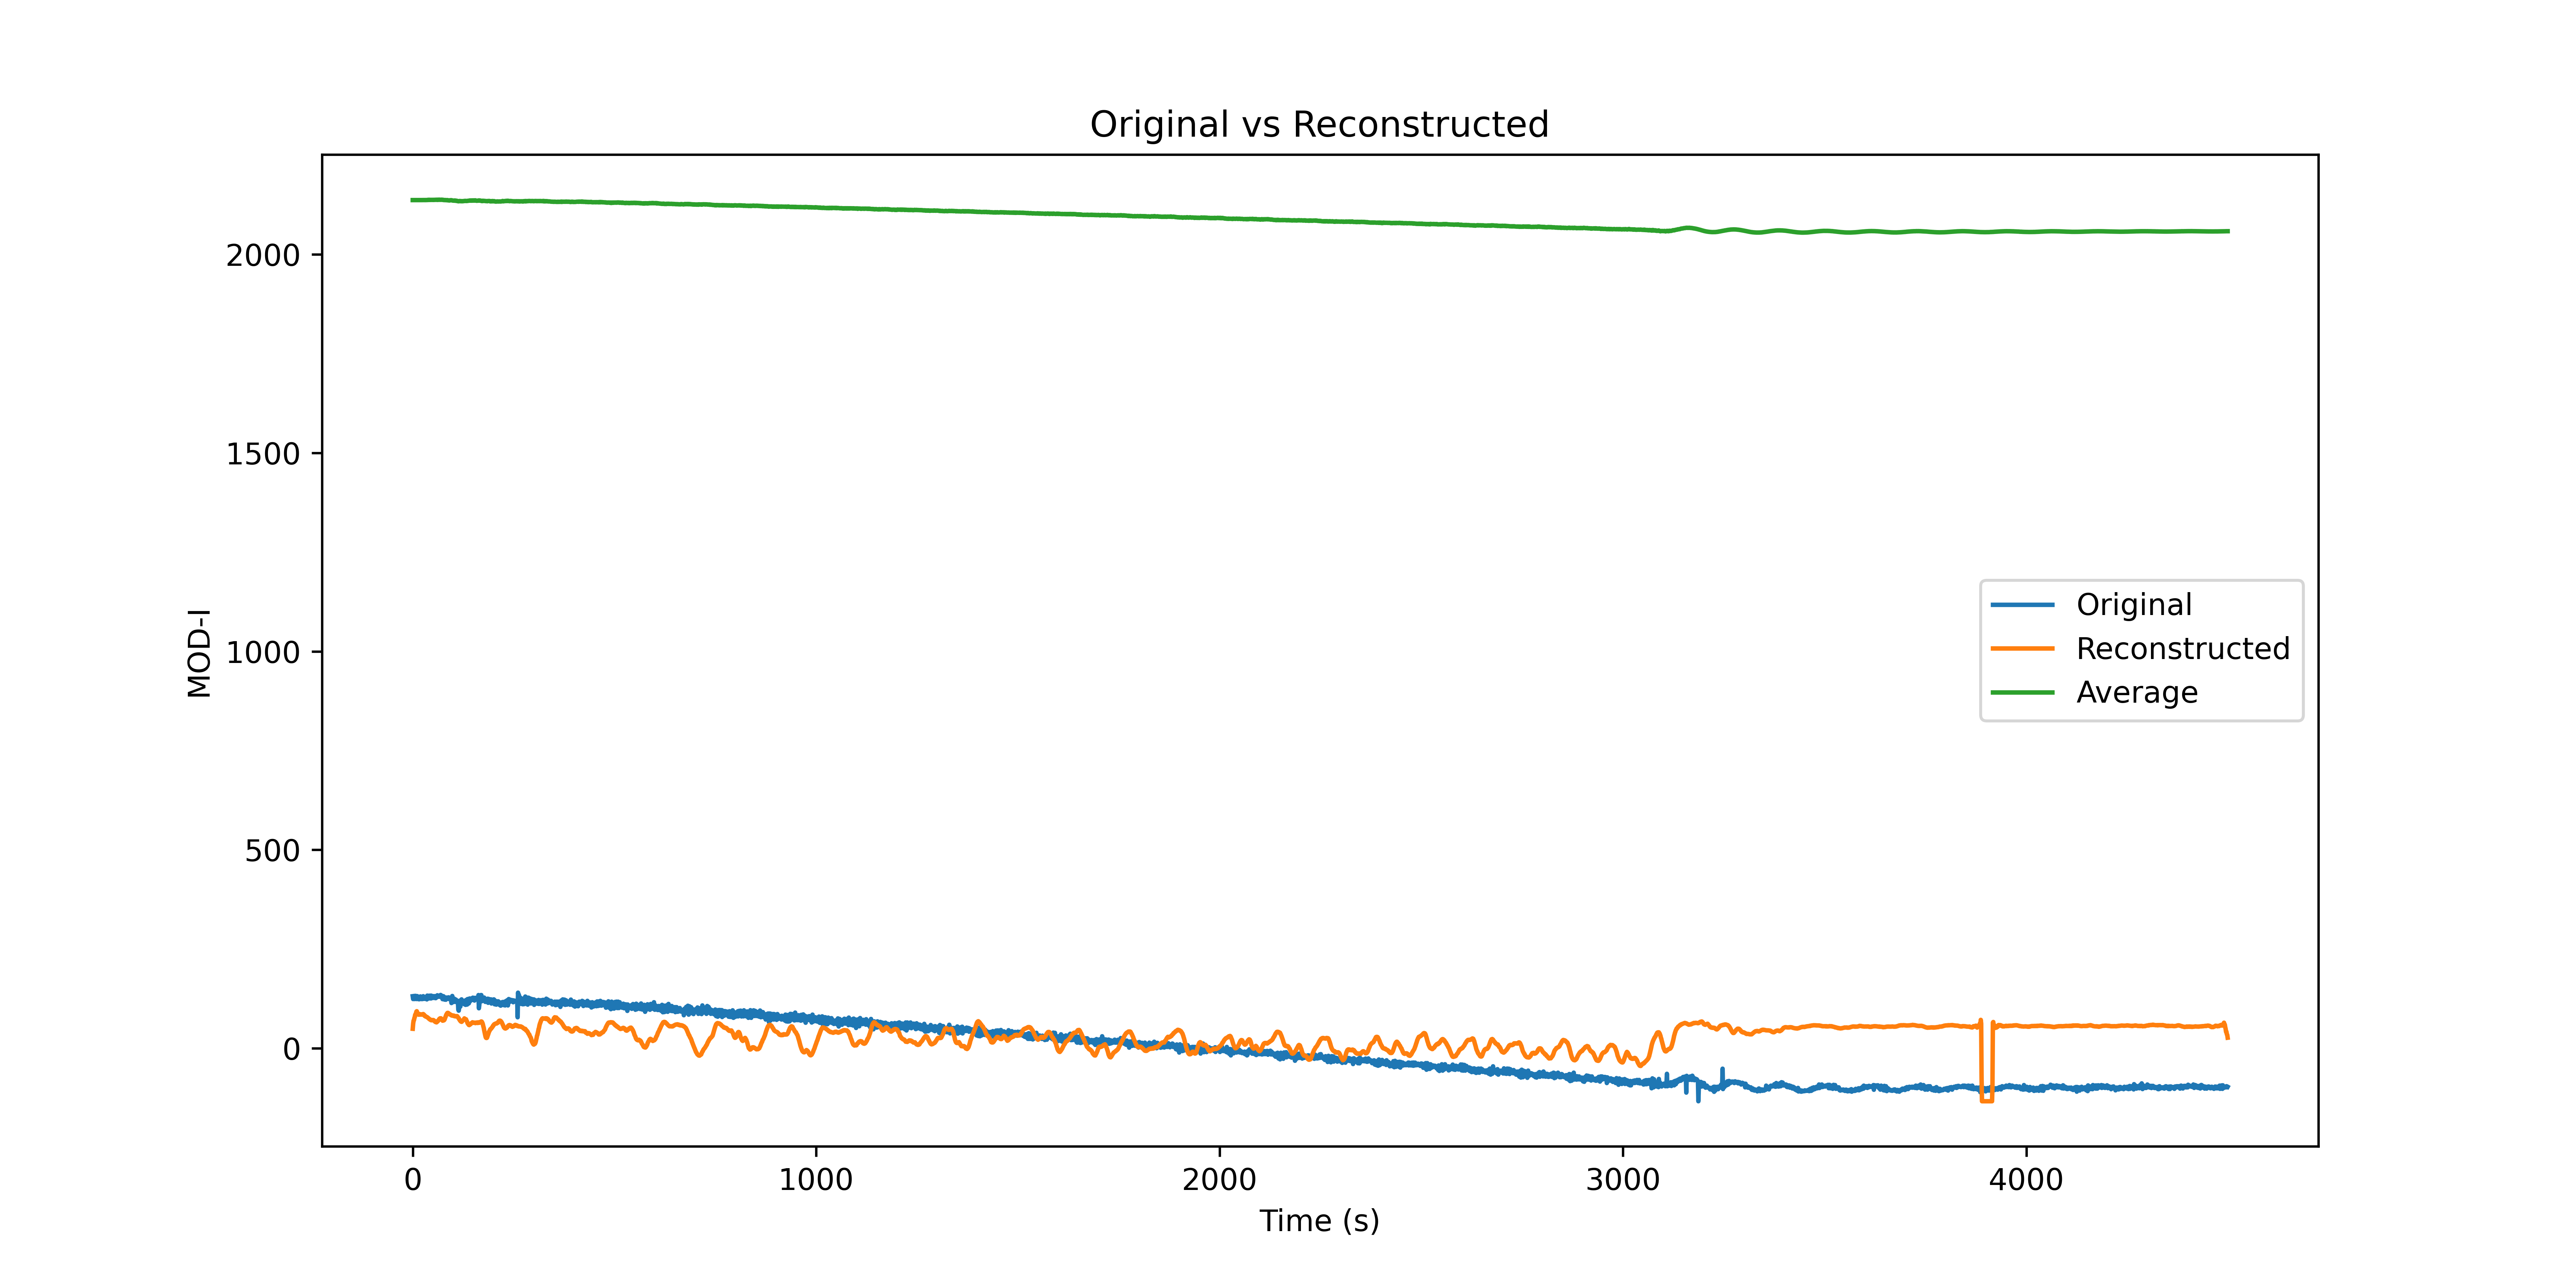 Original vs Reconstructed
MOD-I
2000
1500
1000
500
0
Original
Reconstructed
Average
0 1000 2000 3000 4000
Time (s)